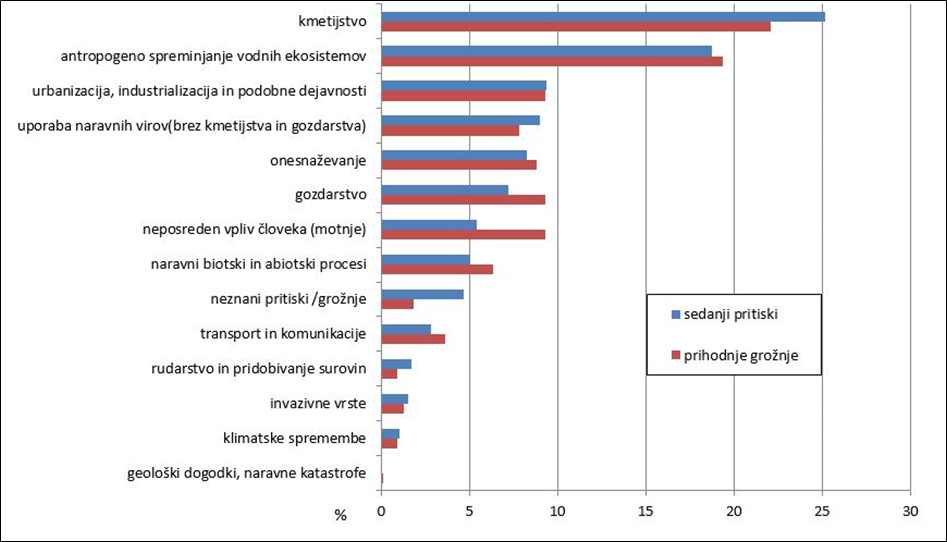 kmetijstvo
antropogeno spreminjanje vodnih ekosistemov
urbanizacija, industrializacija in podobne dejavnosti
uporaba naravnih virov(brez kmetijstva in gozdarstva)
onesnaževanje
gozdarstvo
neposreden vpliv človeka (motnje)
naravni biotski in abiotski procesi
neznani pritiski /grožnje
transport in komunikacije
rudarstvo in pridobivanje surovin
invazivne vrste
klimatske spremembe
geološki dogodki, naravne katastrofe
sedanji pritiski
prihodnje grožnje
% 0 5 10 15 20 25 30